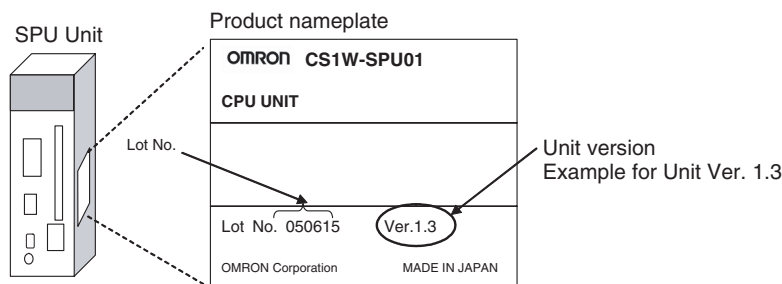 Product nameplate
SPU Unit
OMRON CS1W-SPU01
CPU UNIT
Lot No.
Unit version
Example for Unit Ver. 1.3
Lot No. 050615 Ver.1.3
OMRON Corporation MADE IN JAPAN